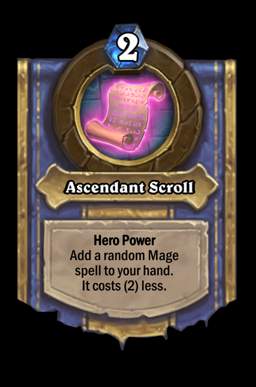 2
Ascendant Scroll
Hero Power
Add a random Mage
spell to your hand.
It costs (2) less.